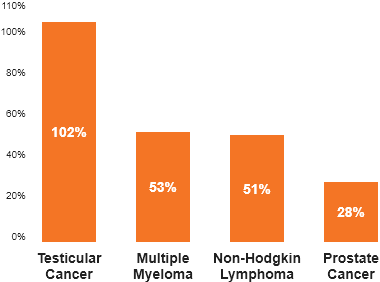 110%
100%
80%
60%
40%
20%
0%
102%
53%
51%
28%
Testicular
Cancer
Multiple
Myeloma
Non-Hodgkin
Lymphoma
Prostate
Cancer